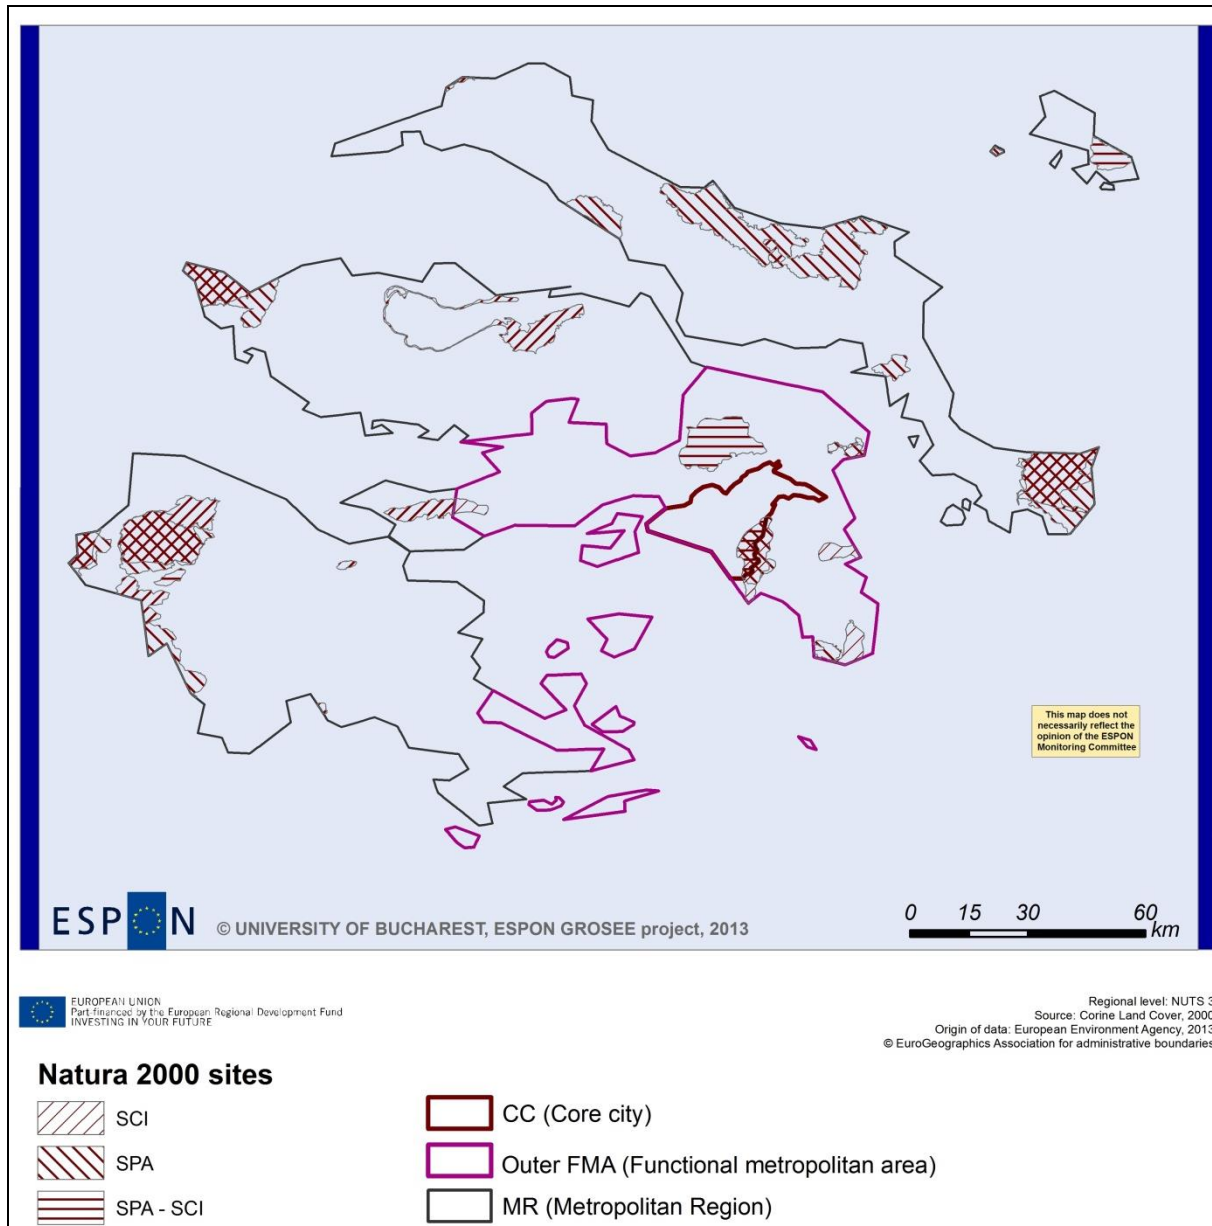 This map does not
necessarily reflect the
opinion of the ESPON
Monitoring Committee
ESPON
© UNIVERSITY OF BUCHAREST, ESPON GROSEE project, 2013
0 15 30 60
km
EUROPEAN UNION
Part-financed by the European Regional Development Fund
INVESTING IN YOUR FUTURE
Regional level: NUTS 3
Source: Corine Land Cover, 2000
Origin of data: European Environment Agency, 2013
© EuroGeographics Association for administrative boundaries
Natura 2000 sites
SCI
SPA
SPA - SCI
CC (Core city)
Outer FMA (Functional metropolitan area)
MR (Metropolitan Region)